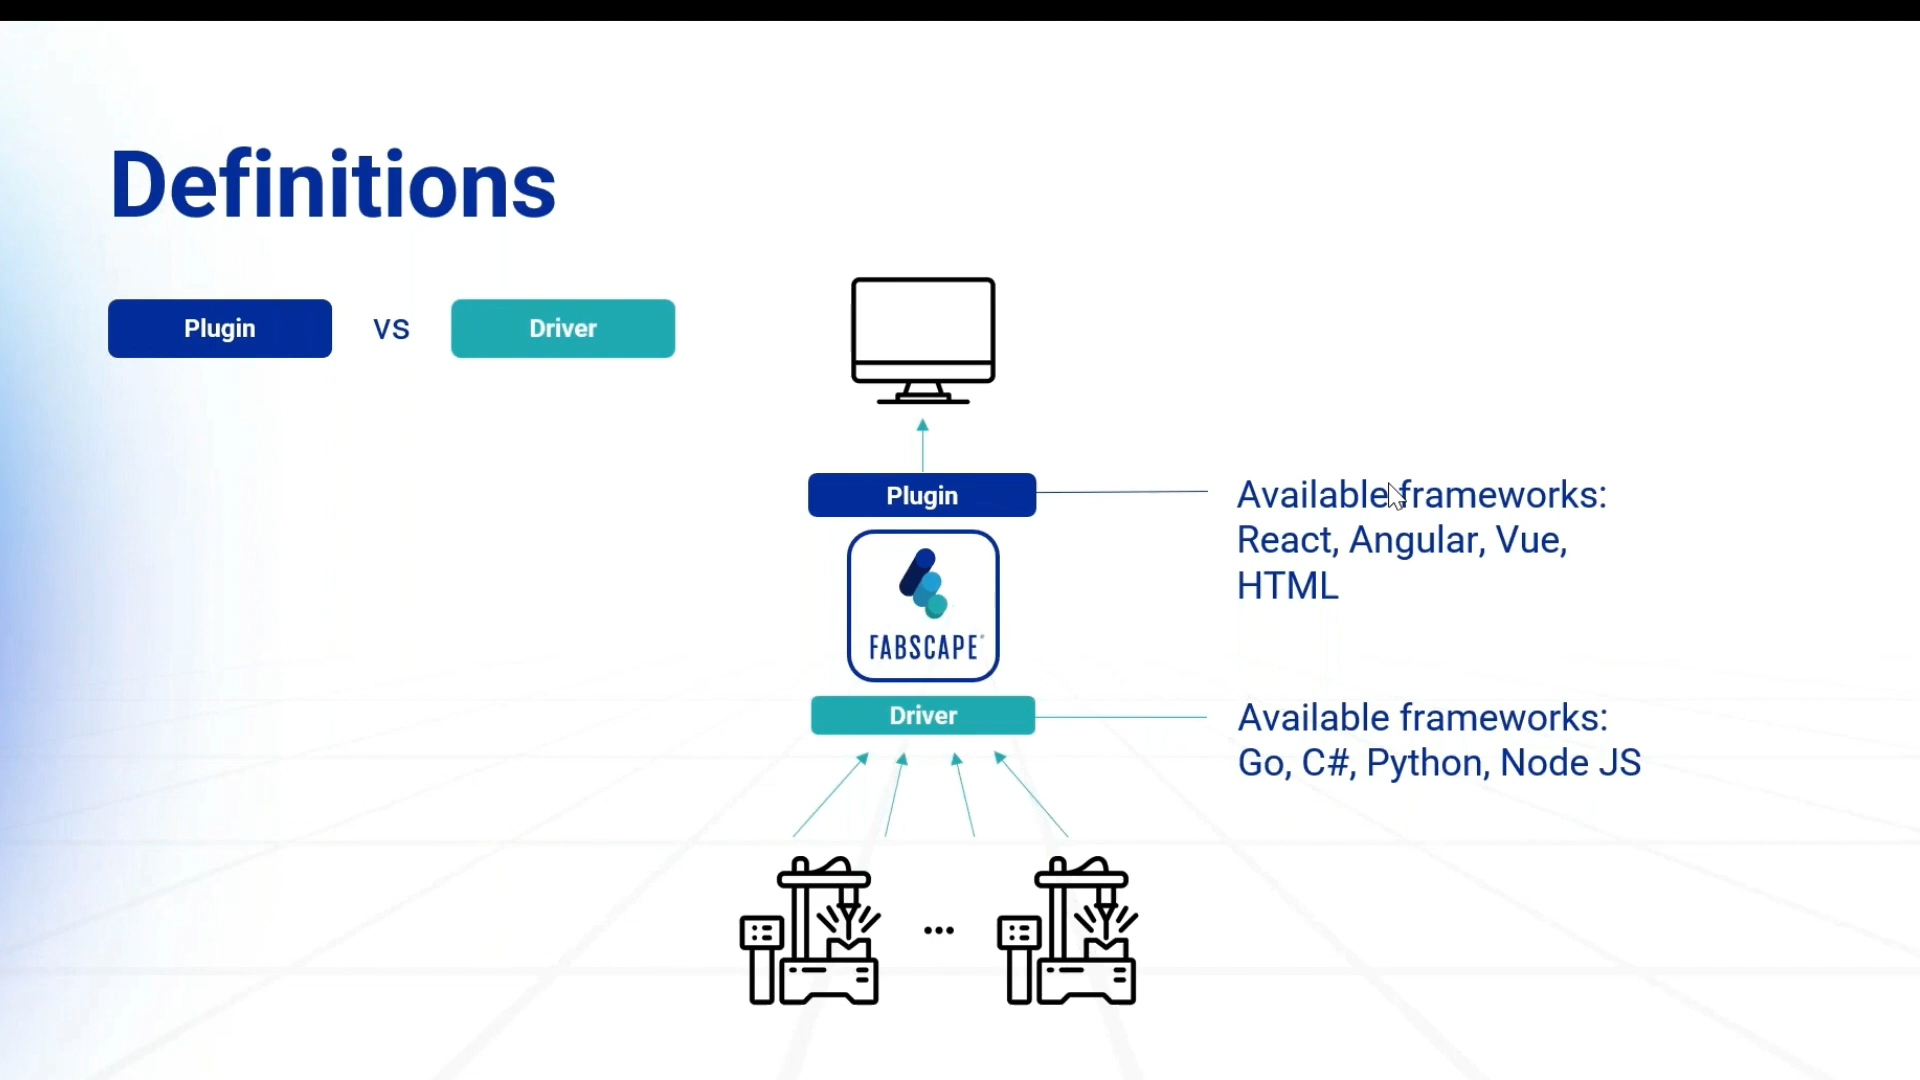 Definitions
Plugin
vs
Driver
Plugin
Available frameworks:
React, Angular, Vue,
HTML
FABSCAPE®
Driver
Available frameworks:
Go, C#, Python, Node JS
...